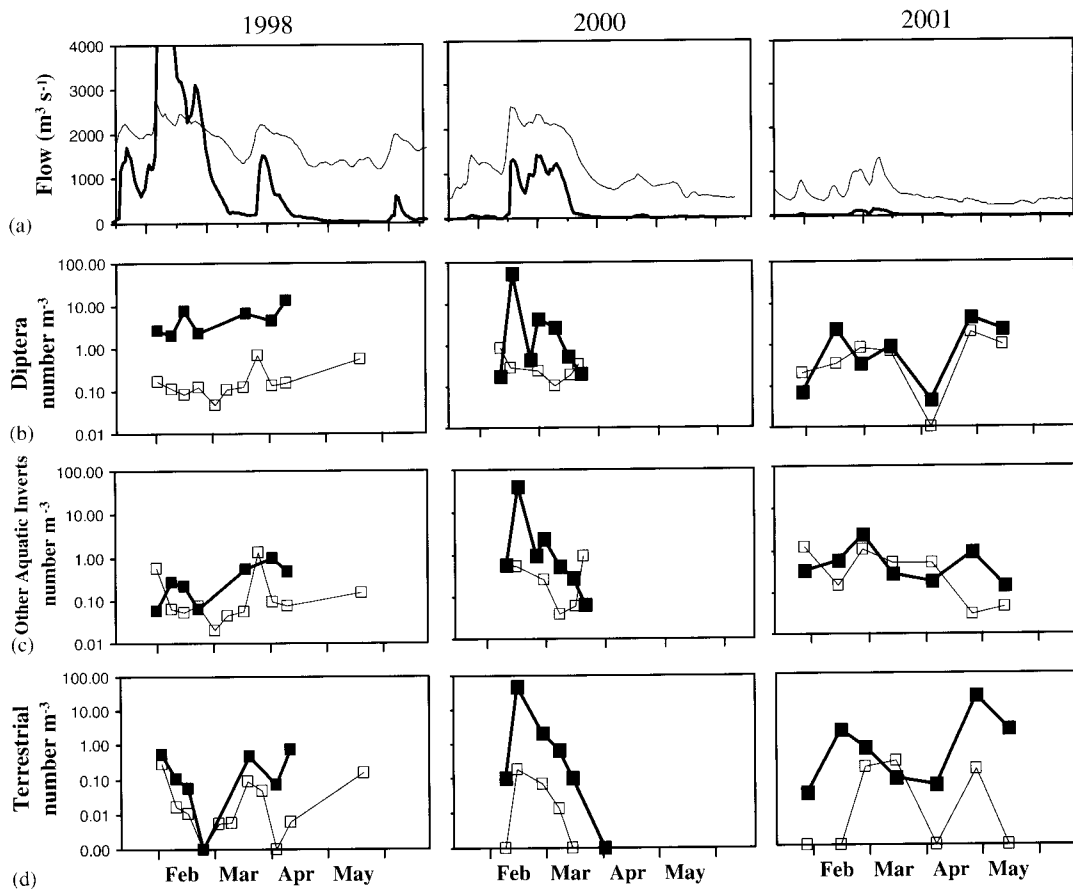 1998 2000 2001
Flow (m³ s⁻¹)
4000
3000
2000
1000
0
(a)
Diptera
number m⁻³
100.00
10.00
1.00
0.10
0.01
(b)
Other Aquatic Inverts
number m⁻³
100.00
10.00
1.00
0.10
0.01
(c)
Terrestrial
number m⁻³
100.00
1.00
0.10
0.01
0.00
(d)
Feb Mar Apr May Feb Mar Apr May Feb Mar Apr May